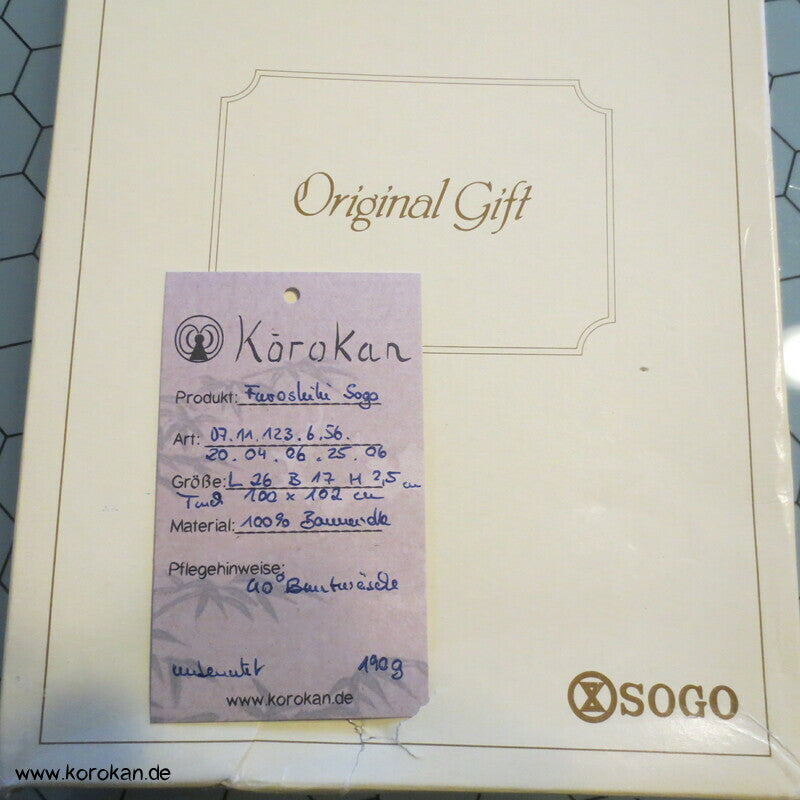 Original Gift
Kōrokan
Produkt: Furoshiki Sogo
Art: 07.11.123.6.56.
20.04.06.25.06
Größe: L 26 B 17 H 2,5 cm
Tuch 100 x 102 cm
Material: 100% Baumwolle
Pflegehinweise:
40° Buntwäsche
unbenutzt 190g
www.korokan.de
SOGO
www.korokan.de